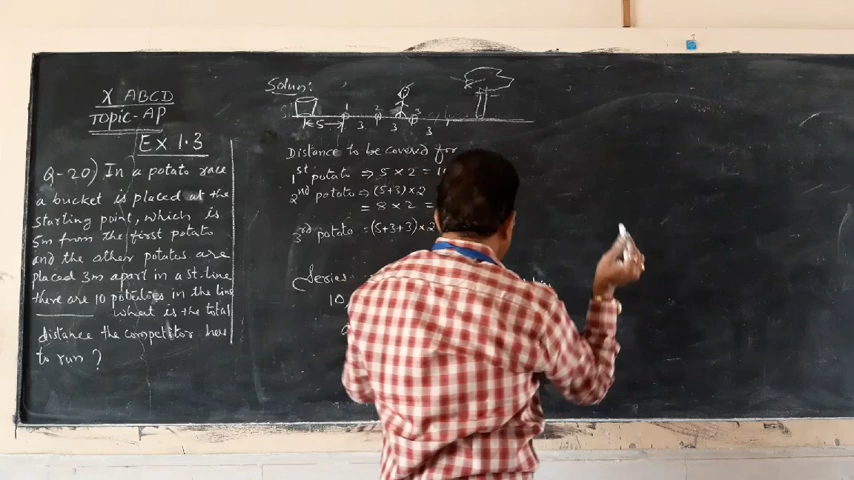 X ABCD
Topic-AP
EX 1.3
Q-20) In a potato race
a bucket is placed at the
starting point, which is
5m from the first potato
and the other potatoes are
placed 3m apart in a st. line
there are 10 potatoes in the line
What is the total
distance the competitor has
to run ?
Solun:
5 3 3 3
Distance to be covered for
1st potato ⇒ 5 × 2 = 10
2nd potato ⇒ (5+3) × 2
= 8 × 2 =
3rd potato = (5+3+3) × 2
Series
10